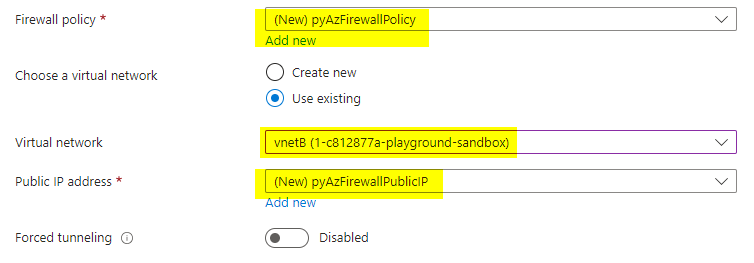 Firewall policy * (New) pyAzFirewallPolicy
Add new
Choose a virtual network Create new
Use existing
Virtual network vnetB (1-c812877a-playground-sandbox)
Public IP address * (New) pyAzFirewallPublicIP
Add new
Forced tunneling Disabled